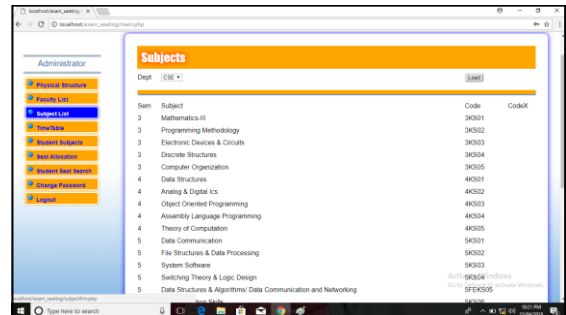 localhost/exam_seating/
localhost/exam_seating/main.php
Administrator
Physical Structure
Faculty List
Subject List
TimeTable
Student Subjects
Seat Allocation
Student Seat Search
Change Password
Logout
Subjects
Dept CSE Load
Sem Subject Code CodeX
3 Mathematics-III 3KS01
3 Programming Methodology 3KS02
3 Electronic Devices & Circuits 3KS03
3 Discrete Structures 3KS04
3 Computer Organization 3KS05
4 Data Structures 4KS01
4 Analog & Digital Ics 4KS02
4 Object Oriented Programming 4KS03
4 Assembly Language Programming 4KS04
4 Theory of Computation 4KS05
5 Data Communication 5KS01
5 File Structures & Data Processing 5KS02
5 System Software 5KS03
5 Switching Theory & Logic Design 5KS04
5 Data Structures & Algorithms/ Data Communication and Networking 5FEKS05
Skills
Windows
Go to Settings to activate Windows.
localhost/exam_seating/subjectfrm.php
Type here to search
10:21 PM